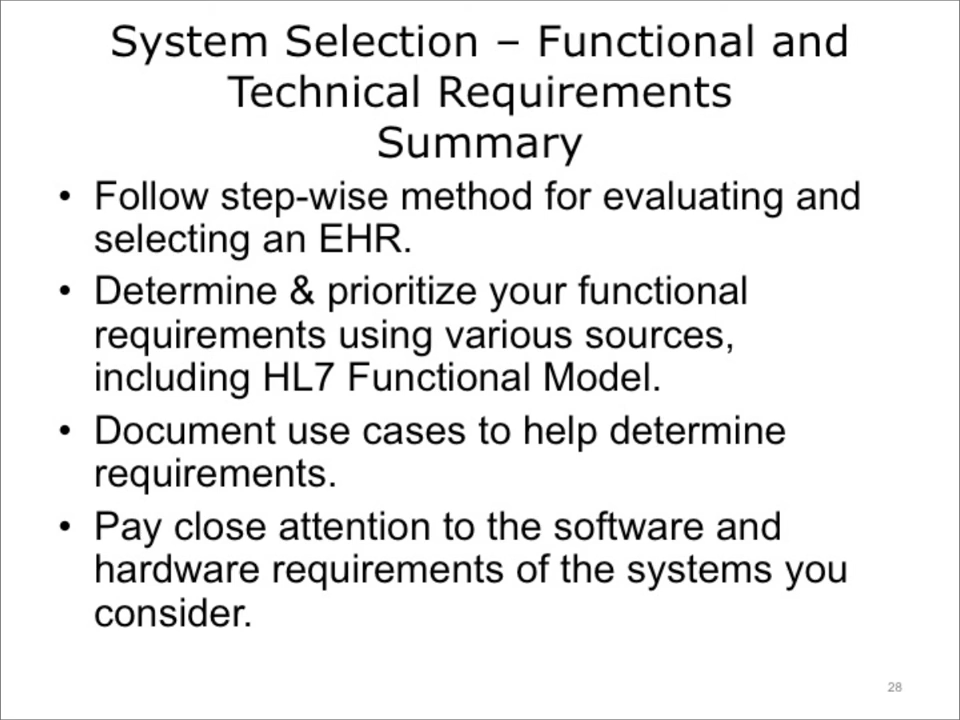 System Selection – Functional and
Technical Requirements
Summary
• Follow step-wise method for evaluating and
selecting an EHR.
• Determine & prioritize your functional
requirements using various sources,
including HL7 Functional Model.
• Document use cases to help determine
requirements.
• Pay close attention to the software and
hardware requirements of the systems you
consider.
28